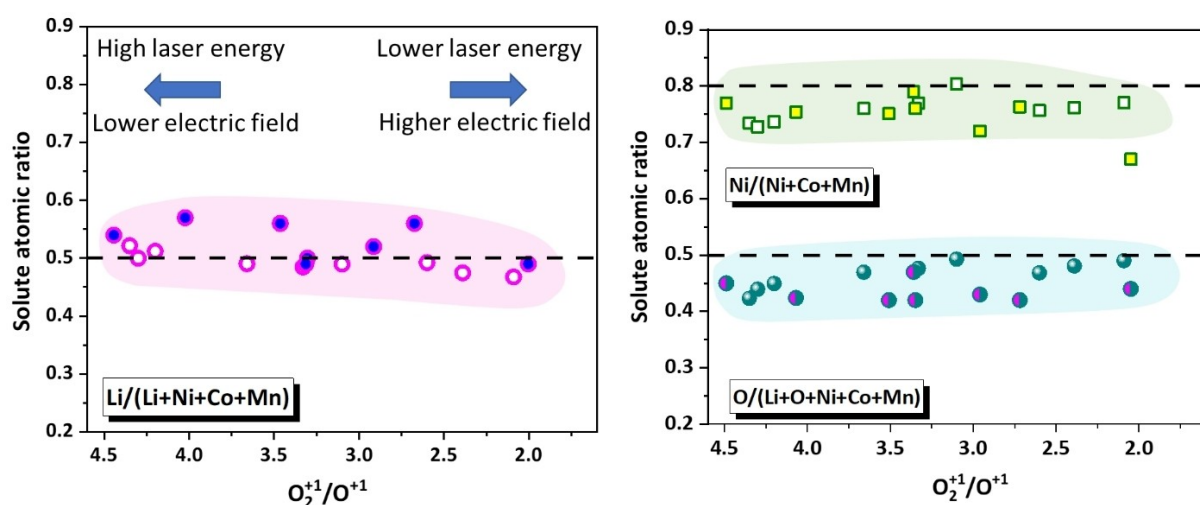 0.9
0.8
0.7
0.6
0.5
0.4
0.3
0.2
Solute atomic ratio
High laser energy
Lower electric field
Lower laser energy
Higher electric field
Li/(Li+Ni+Co+Mn)
4.5 4.0 3.5 3.0 2.5 2.0
O₂⁺¹/O⁺¹
0.9
0.8
0.7
0.6
0.5
0.4
0.3
0.2
Solute atomic ratio
Ni/(Ni+Co+Mn)
O/(Li+O+Ni+Co+Mn)
4.5 4.0 3.5 3.0 2.5 2.0
O₂⁺¹/O⁺¹